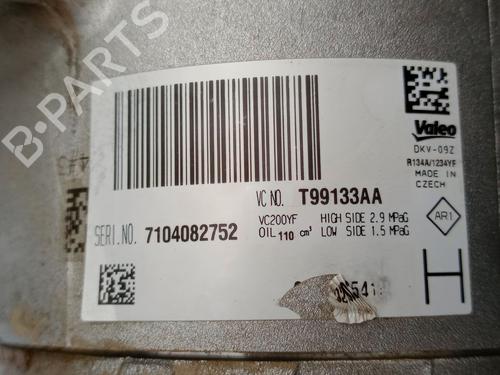 B-PARTS
Valeo
DKV-09Z
R134A/1234YF
MADE IN
CZECH
VC NO. T99133AA
SERI.NO. 7104082752
VC200YF HIGH SIDE 2.9 MPaG
OIL 110 cm³ LOW SIDE 1.5 MPaG
AR1
H